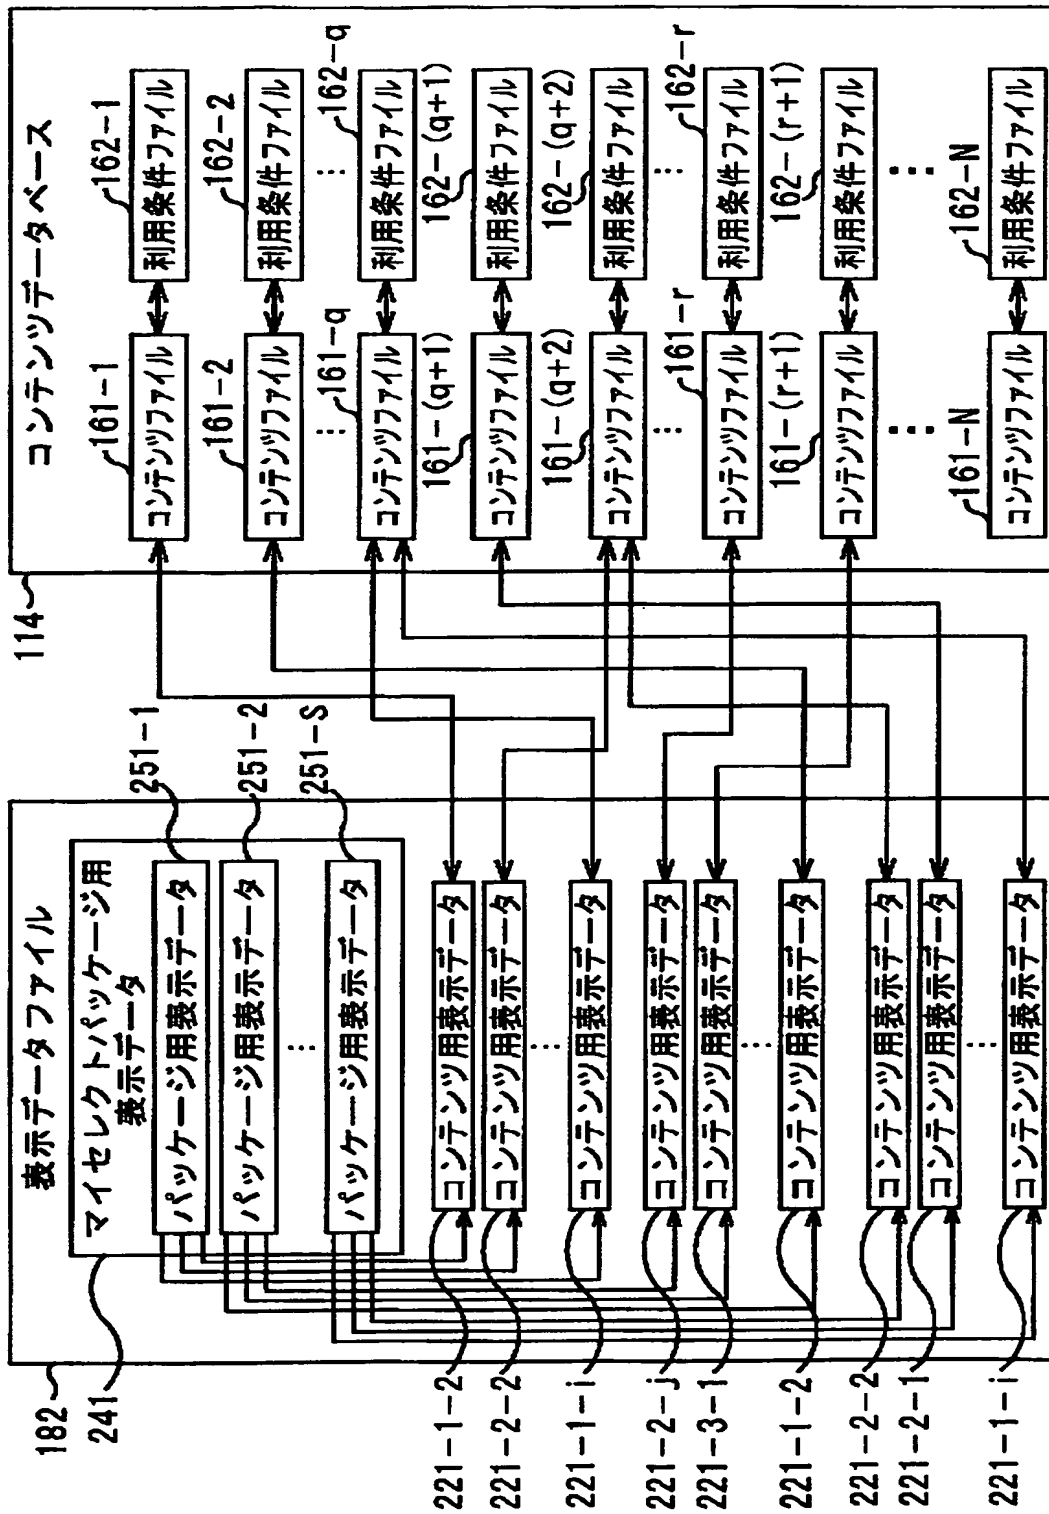 182
表示データファイル
241
マイセレクトパッケージ用
表示データ
パッケージ用表示データ
251-1
パッケージ用表示データ
251-2
⋮
パッケージ用表示データ
251-S
221-1-2
コンテンツ用表示データ
221-2-2
コンテンツ用表示データ
⋮
221-1-i
コンテンツ用表示データ
221-2-j
コンテンツ用表示データ
221-3-1
コンテンツ用表示データ
⋮
221-1-2
コンテンツ用表示データ
221-2-2
コンテンツ用表示データ
221-2-1
コンテンツ用表示データ
⋮
221-1-i
コンテンツ用表示データ
114
コンテンツデータベース
161-1
コンテンツファイル
162-1
利用条件ファイル
161-2
コンテンツファイル
162-2
利用条件ファイル
⋮
⋮
161-q
コンテンツファイル
162-q
利用条件ファイル
161-(q+1)
コンテンツファイル
162-(q+1)
利用条件ファイル
161-(q+2)
コンテンツファイル
162-(q+2)
利用条件ファイル
⋮
⋮
161-r
コンテンツファイル
162-r
利用条件ファイル
161-(r+1)
コンテンツファイル
162-(r+1)
利用条件ファイル
⋮
⋮
161-N
コンテンツファイル
162-N
利用条件ファイル